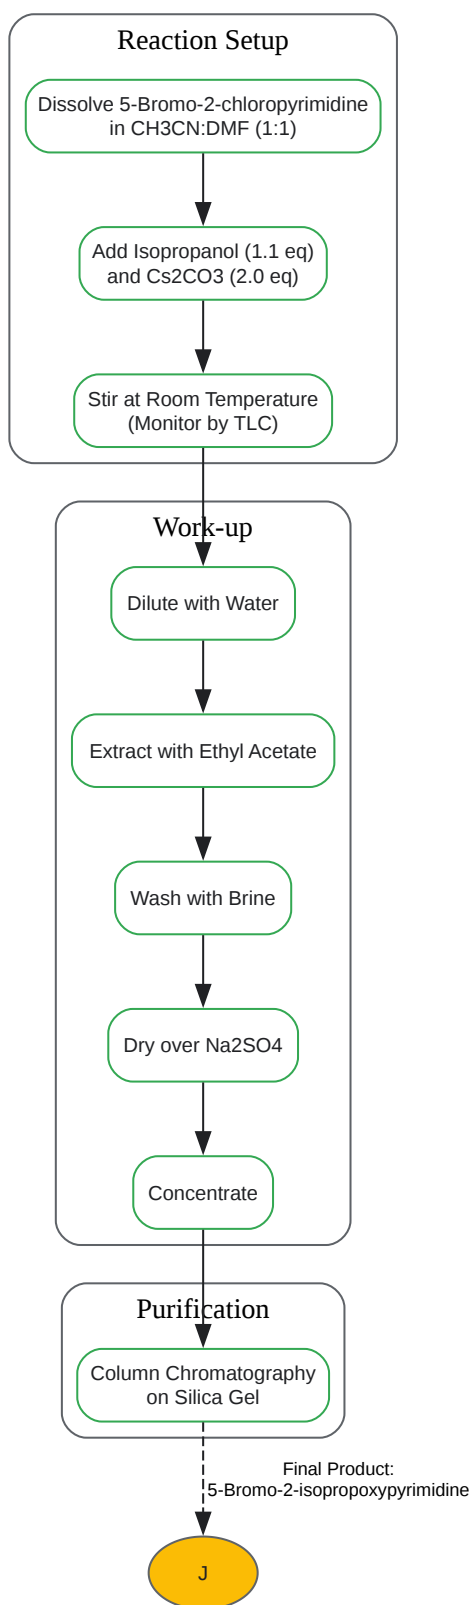 Reaction Setup
Dissolve 5-Bromo-2-chloropyrimidine
in CH3CN:DMF (1:1)
Add Isopropanol (1.1 eq)
and Cs2CO3 (2.0 eq)
Stir at Room Temperature
(Monitor by TLC)
Work-up
Dilute with Water
Extract with Ethyl Acetate
Wash with Brine
Dry over Na2SO4
Concentrate
Purification
Column Chromatography
on Silica Gel
Final Product:
5-Bromo-2-isopropoxypyrimidine
J